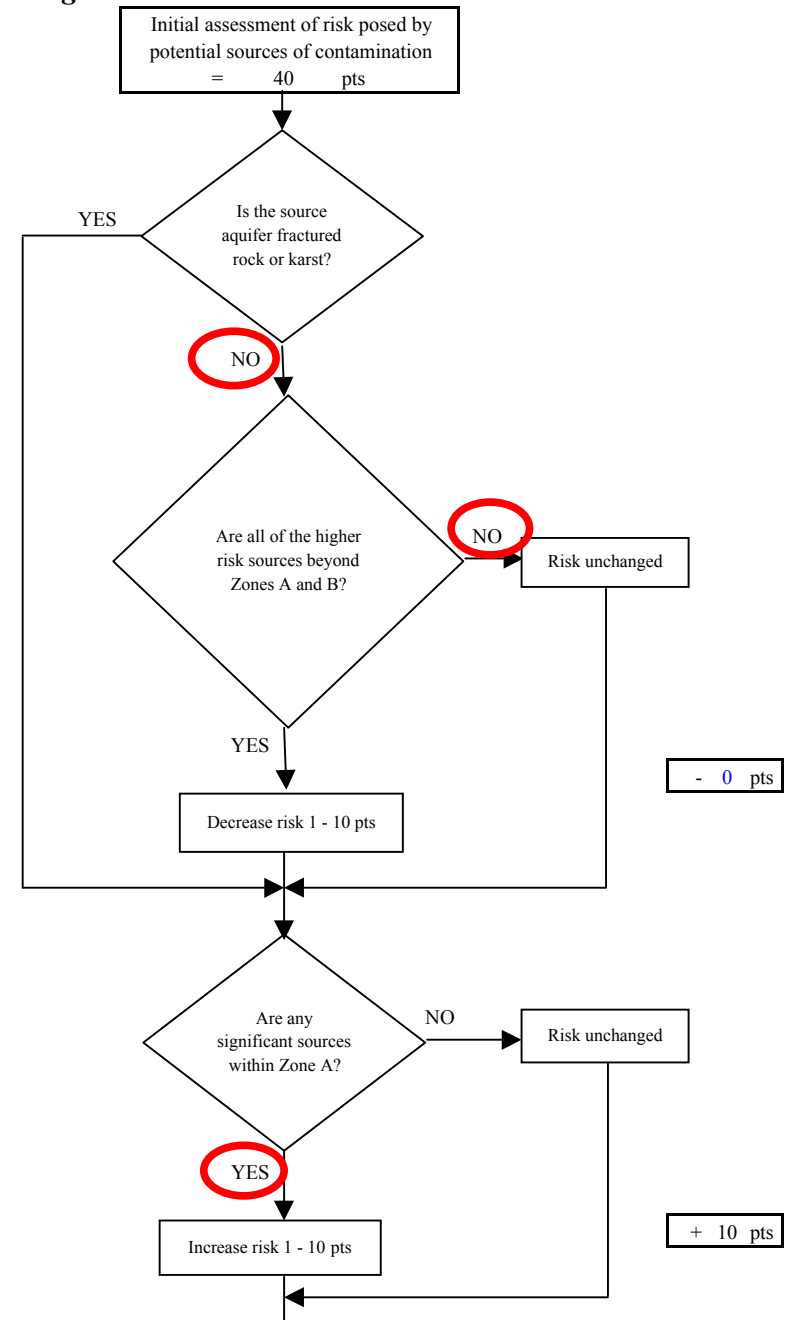 Initial assessment of risk posed by
potential sources of contamination
= 40 pts
YES
Is the source
aquifer fractured
rock or karst?
NO
Are all of the higher
risk sources beyond
Zones A and B?
NO
Risk unchanged
YES
- 0 pts
Decrease risk 1 - 10 pts
Are any
significant sources
within Zone A?
NO
Risk unchanged
YES
+ 10 pts
Increase risk 1 - 10 pts